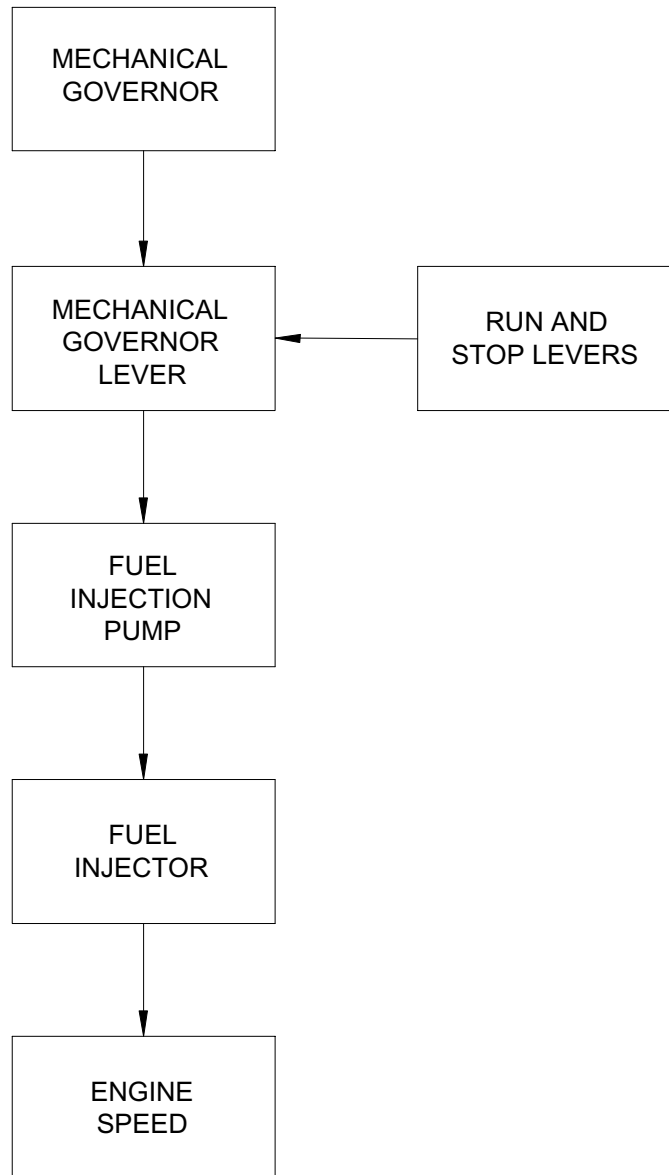 MECHANICAL
GOVERNOR
MECHANICAL
GOVERNOR
LEVER
RUN AND
STOP LEVERS
FUEL
INJECTION
PUMP
FUEL
INJECTOR
ENGINE
SPEED